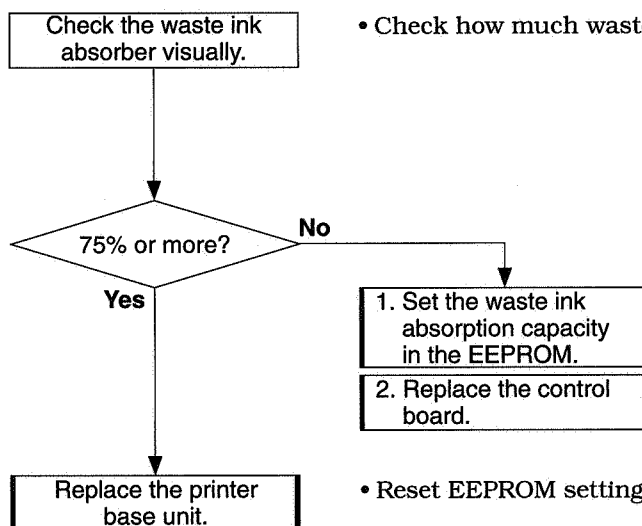 Check the waste ink
absorber visually.
• Check how much wast
75% or more?
No
Yes
1. Set the waste ink
absorption capacity
in the EEPROM.
2. Replace the control
board.
Replace the printer
base unit.
• Reset EEPROM setting